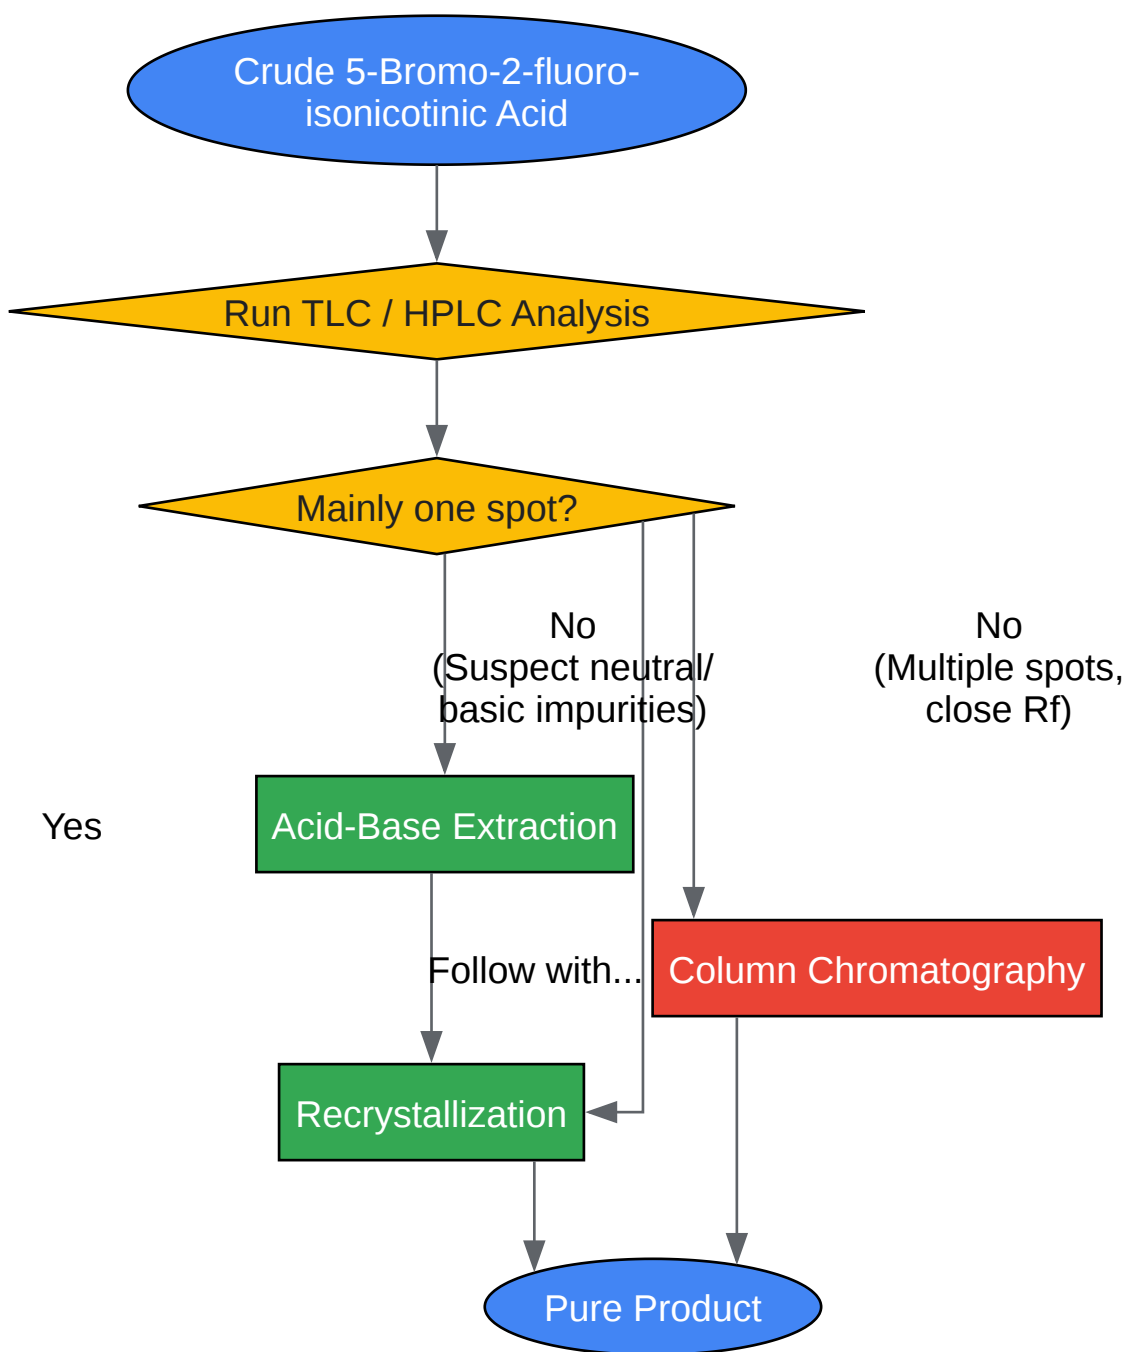 Crude 5-Bromo-2-fluoro-
isonicotinic Acid
Run TLC / HPLC Analysis
Mainly one spot?
No
(Suspect neutral/
basic impurities)
No
(Multiple spots,
close Rf)
Yes
Acid-Base Extraction
Follow with...
Column Chromatography
Recrystallization
Pure Product